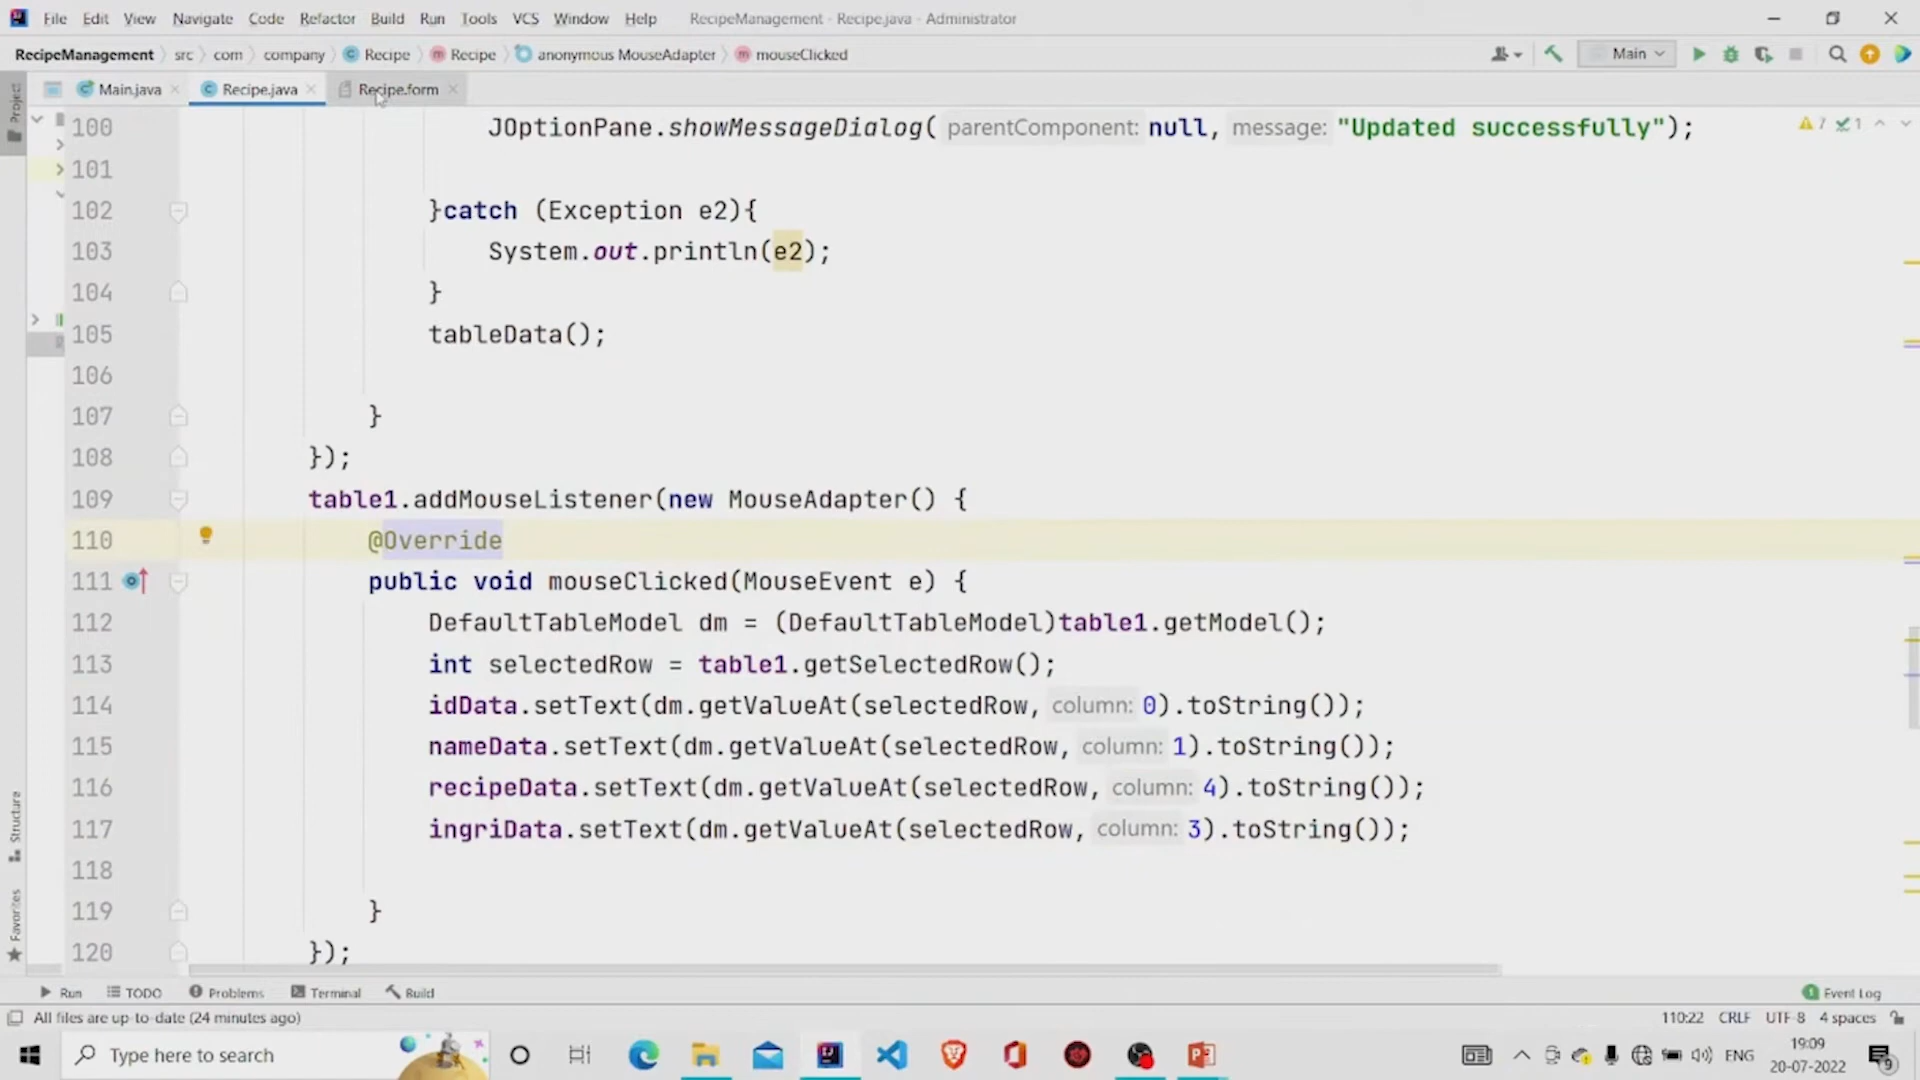 File Edit View Navigate Code Refactor Build Run Tools VCS Window Help RecipeManagement - Recipe.java - Administrator
RecipeManagement src com company Recipe Recipe anonymous MouseAdapter mouseClicked Main
Main.java Recipe.java Recipe.form
Project
100 JOptionPane.showMessageDialog( parentComponent: null, message: "Updated successfully"); 7 1
101
102 }catch (Exception e2){
103 System.out.println(e2);
104 }
105 tableData();
106
107 }
108 });
109 table1.addMouseListener(new MouseAdapter() {
110 @Override
111 public void mouseClicked(MouseEvent e) {
112 DefaultTableModel dm = (DefaultTableModel)table1.getModel();
113 int selectedRow = table1.getSelectedRow();
114 idData.setText(dm.getValueAt(selectedRow, column: 0).toString());
115 nameData.setText(dm.getValueAt(selectedRow, column: 1).toString());
116 recipeData.setText(dm.getValueAt(selectedRow, column: 4).toString());
117 ingriData.setText(dm.getValueAt(selectedRow, column: 3).toString());
118
119 }
120 });
Structure
Favorites
Run TODO Problems Terminal Build 1 Event Log
All files are up-to-date (24 minutes ago) 110:22 CRLF UTF-8 4 spaces
Type here to search ENG 19:09
20-07-2022 9